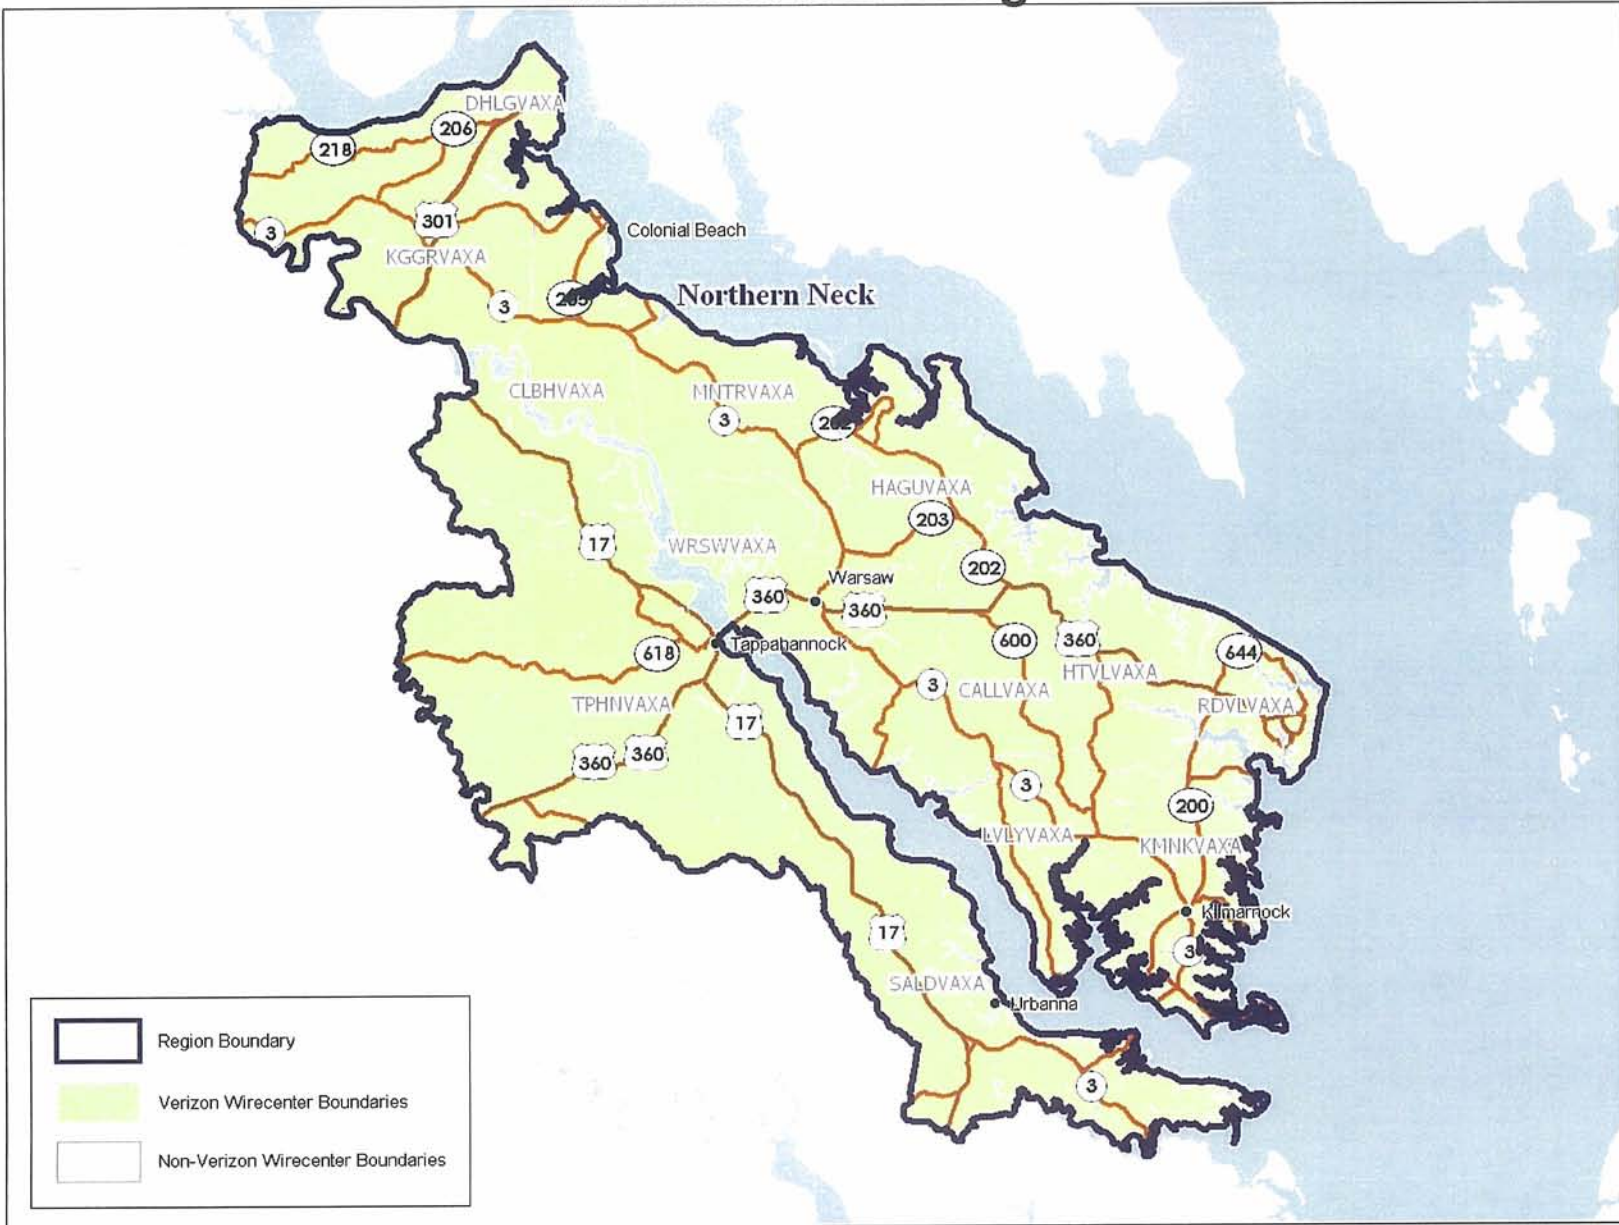 DHLGVAXA
206
218
301
3
Colonial Beach
KGGRVAXA
Northern Neck
3
CLBHVAXA
MNTRVAXA
3
HAGUVAXA
203
17
WRSWVAXA
202
Warsaw
360
360
Tappahannock
618
600
360
644
HTVLVAXA
3
CALLVAXA
TPHNVAXA
RDVLVAXA
17
360
360
3
200
LVLYVAXA
KMNKVAXA
Kilmarnock
17
3
SALDVAXA
Urbanna
3
Region Boundary
Verizon Wirecenter Boundaries
Non-Verizon Wirecenter Boundaries